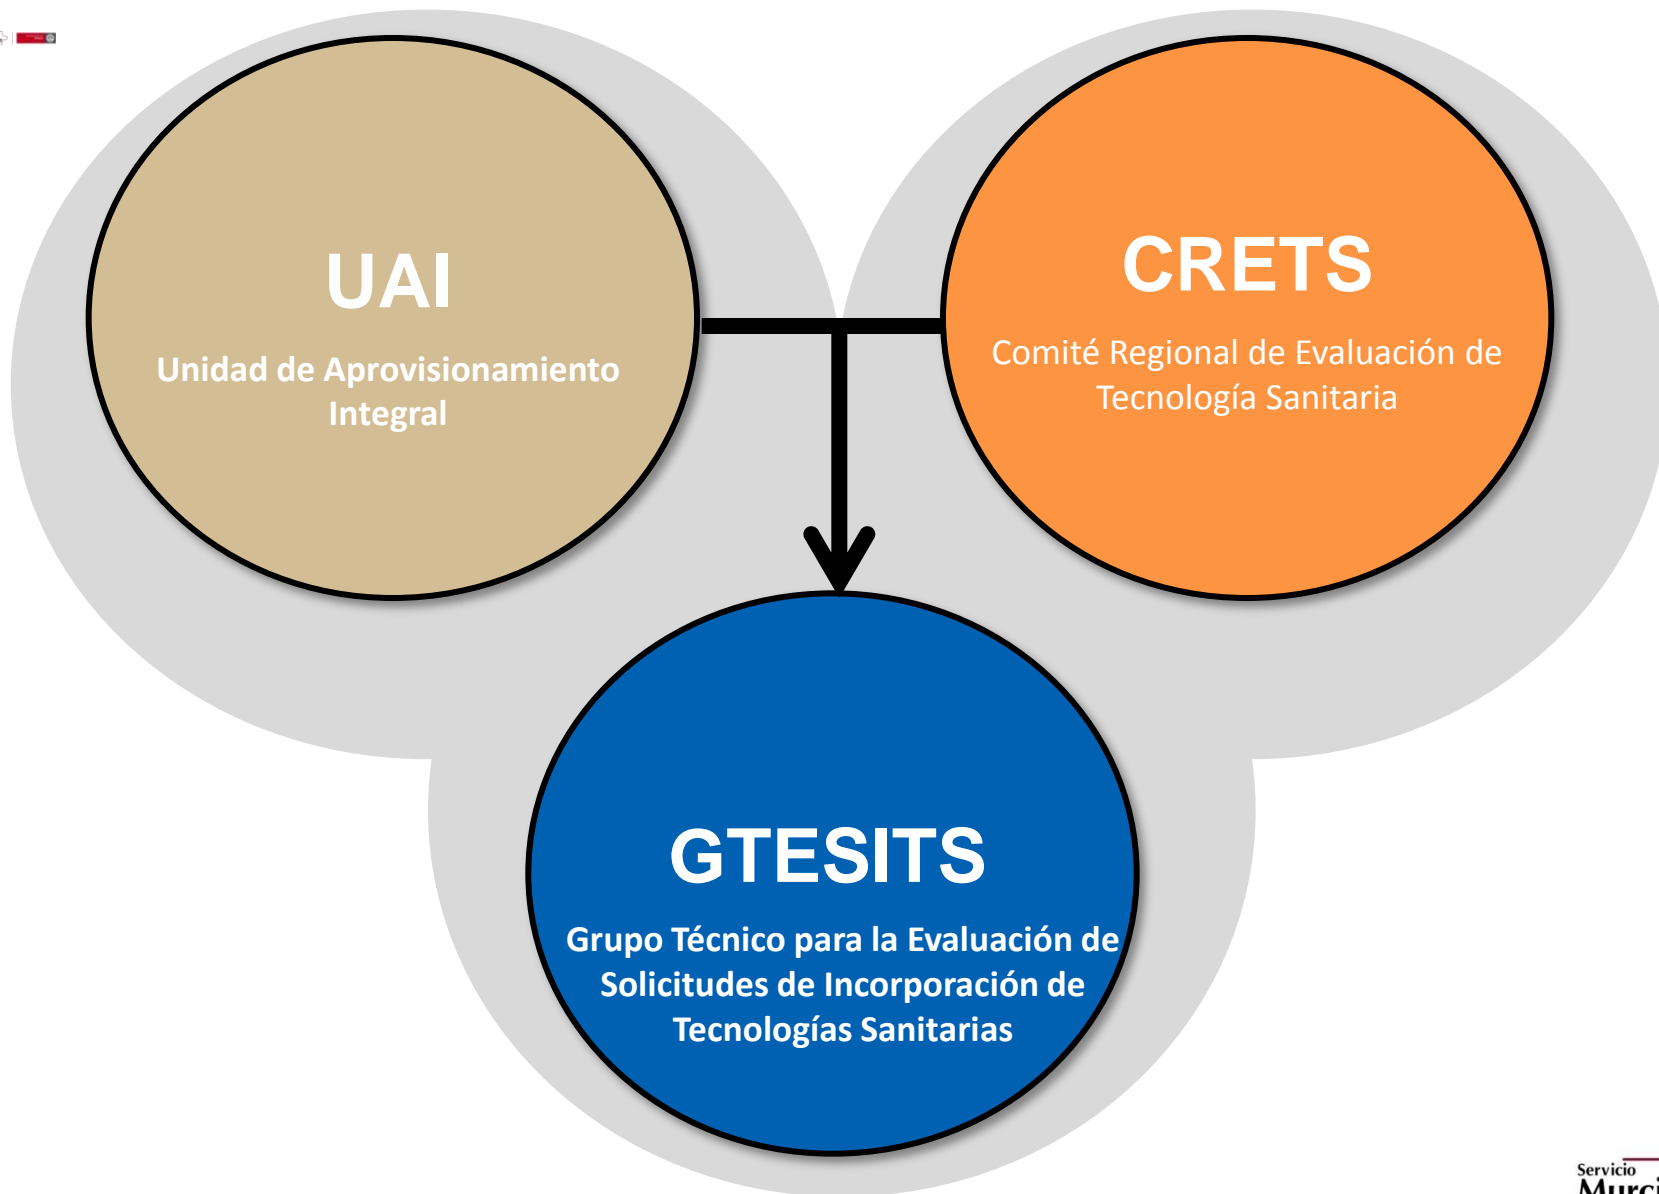 UAI
Unidad de Aprovisionamiento
Integral
CRETS
Comité Regional de Evaluación de
Tecnología Sanitaria
GTESITS
Grupo Técnico para la Evaluación de
Solicitudes de Incorporación de
Tecnologías Sanitarias
Servicio